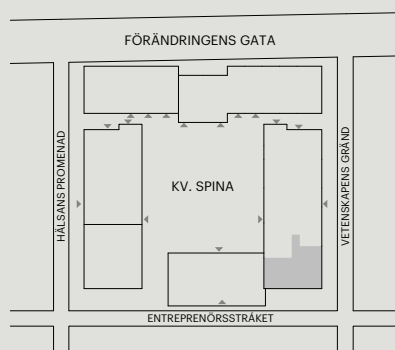 FÖRÄNDRINGENS GATA
HÄLSANS PROMENAD
KV. SPINA
VETENSKAPENS GRÄND
ENTREPRENÖRSSTRÅKET